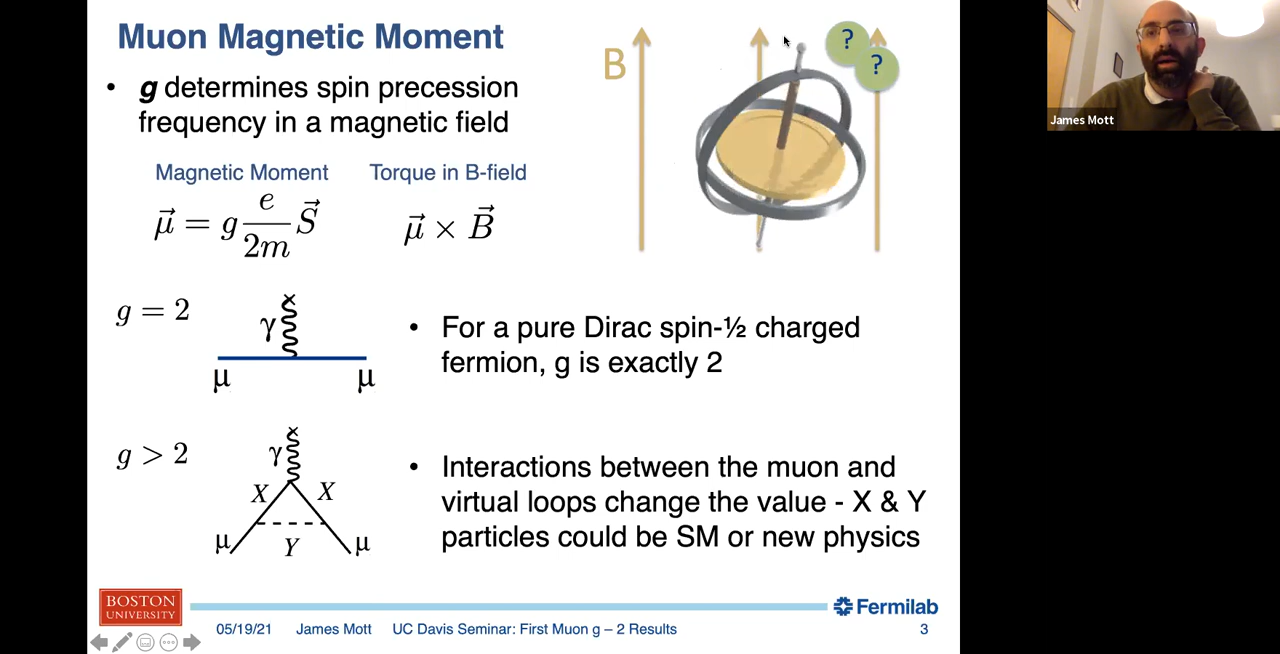 Muon Magnetic Moment
• g determines spin precession
frequency in a magnetic field
Magnetic Moment
Torque in B-field
μ⃗ = g e/2m S⃗
μ⃗ × B⃗
B
?
?
James Mott
g = 2
γ
μ
μ
• For a pure Dirac spin-½ charged
fermion, g is exactly 2
g > 2
γ
X
X
μ
Y
μ
• Interactions between the muon and
virtual loops change the value - X & Y
particles could be SM or new physics
BOSTON
UNIVERSITY
Fermilab
05/19/21 James Mott UC Davis Seminar: First Muon g – 2 Results 3